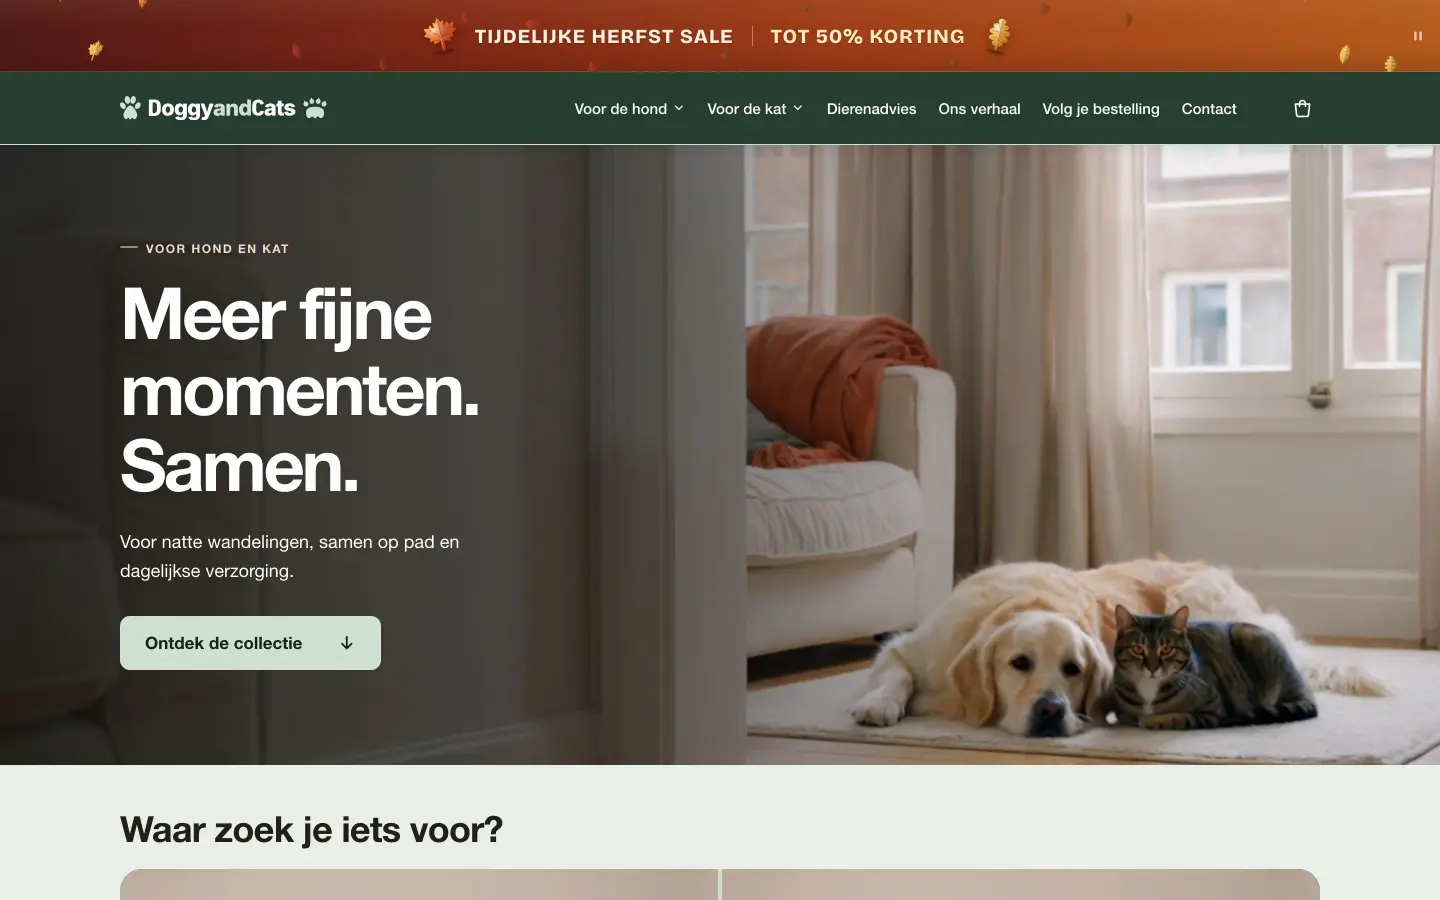 TIJDELIJKE HERFST SALE
TOT 50% KORTING
DoggyandCats
Voor de hond
Voor de kat
Dierenadvies
Ons verhaal
Volg je bestelling
Contact
VOOR HOND EN KAT
Meer fijne
momenten.
Samen.
Voor natte wandelingen, samen op pad en
dagelijkse verzorging.
Ontdek de collectie
Waar zoek je iets voor?